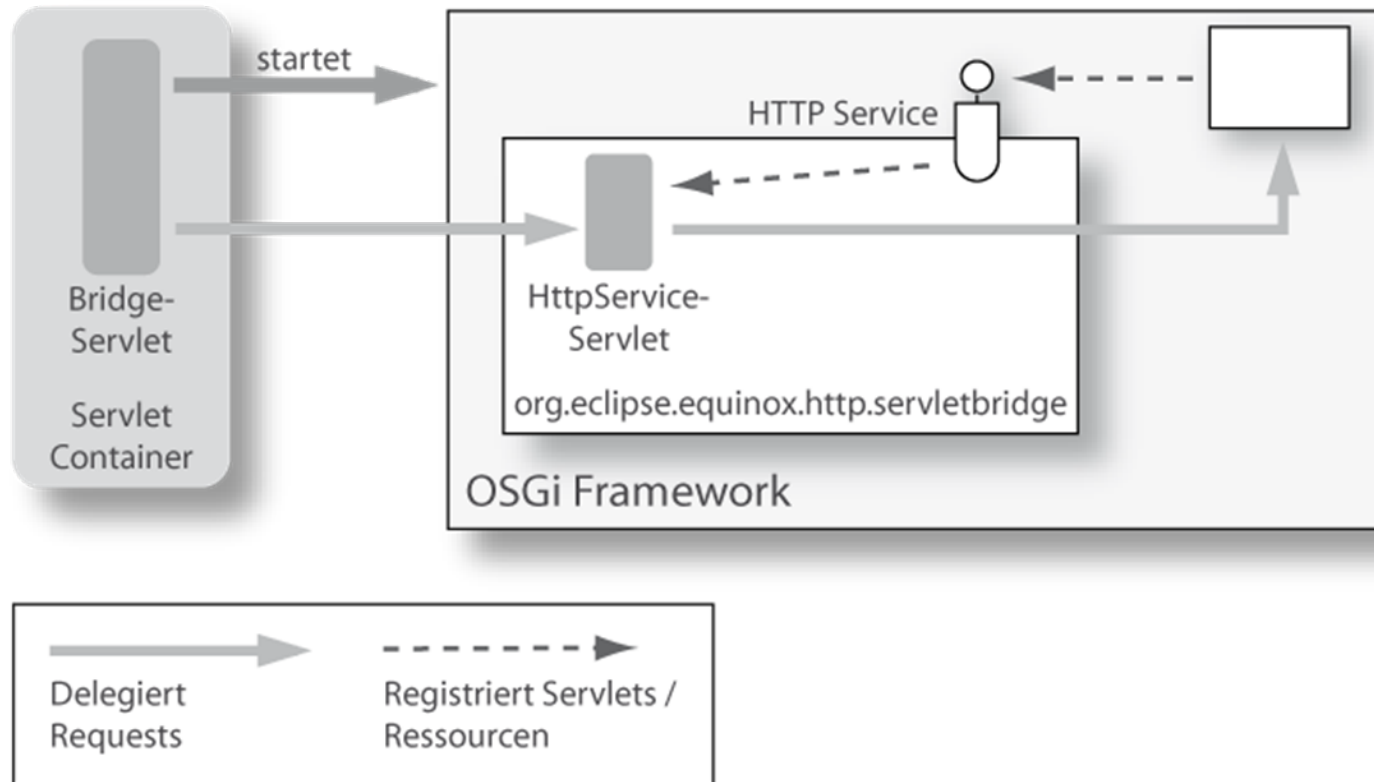 startet
HTTP Service
Bridge-
Servlet
Servlet
Container
HttpService-
Servlet
org.eclipse.equinox.http.servletbridge
OSGi Framework
Delegiert
Requests
Registriert Servlets /
Ressourcen